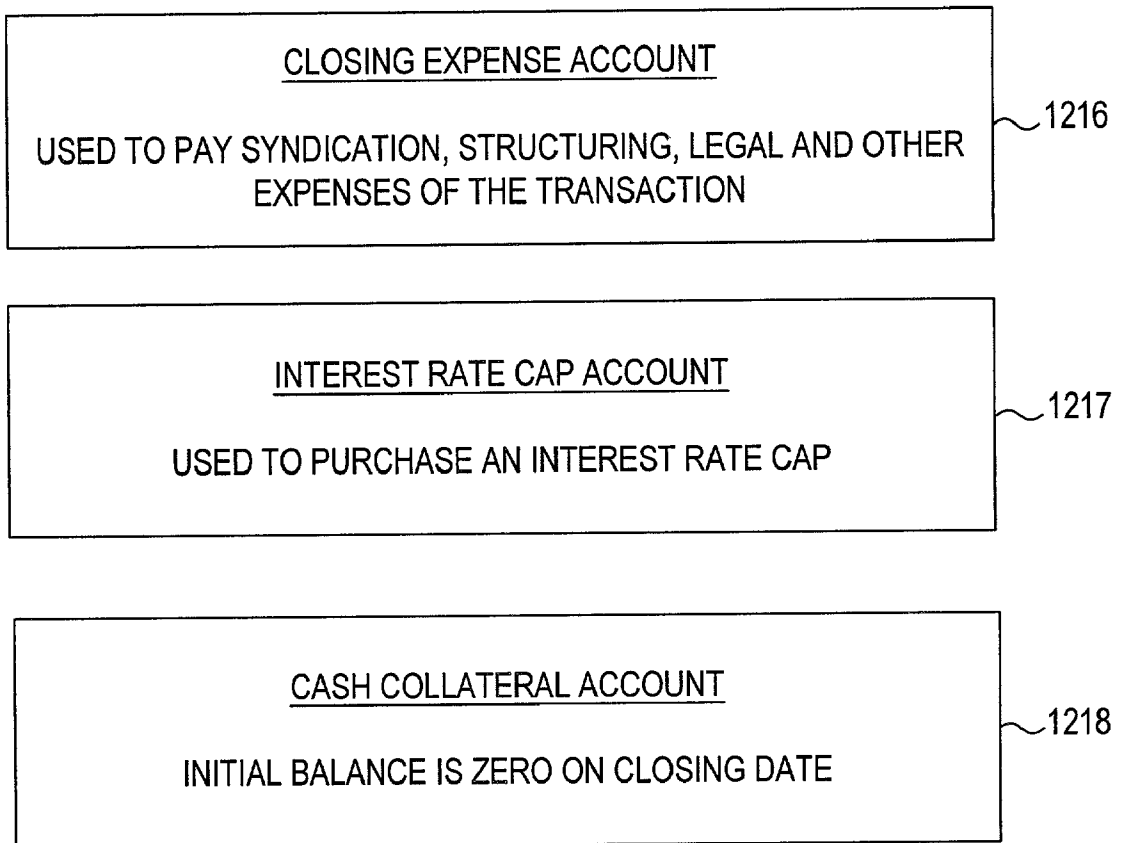 CLOSING EXPENSE ACCOUNT
USED TO PAY SYNDICATION, STRUCTURING, LEGAL AND OTHER
EXPENSES OF THE TRANSACTION
1216
INTEREST RATE CAP ACCOUNT
USED TO PURCHASE AN INTEREST RATE CAP
1217
CASH COLLATERAL ACCOUNT
INITIAL BALANCE IS ZERO ON CLOSING DATE
1218